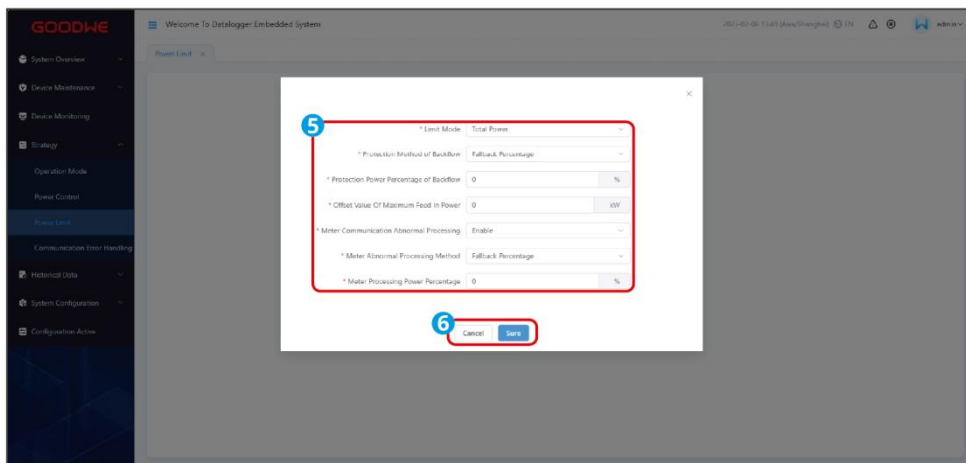 GOODWE
Welcome To Datalogger Embedded System
EN
admin
System Overview
Power Limit
Device Maintenance
Device Monitoring
Strategy
Operation Mode
Power Control
Power Limit
Communication Error Handling
Historical Data
System Configuration
Configuration Active
5
* Limit Mode Total Power
* Protection Method of Backflow Fallback Percentage
* Protection Power Percentage of Backflow 0 %
* Offset Value Of Maximum Feed in Power 0 kW
* Meter Communication Abnormal Processing Enable
* Meter Abnormal Processing Method Fallback Percentage
* Meter Processing Power Percentage 0 %
6
Cancel Sure